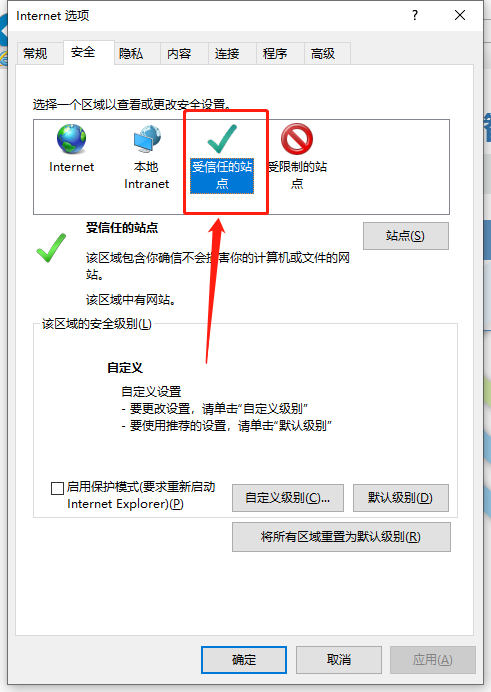 Internet 选项
?
常规 安全 隐私 内容 连接 程序 高级
选择一个区域以查看或更改安全设置。
Internet
本地
Intranet
受信任的站
点
受限制的站
点
受信任的站点
站点(S)
该区域包含你确信不会损害你的计算机或文件的网
站。
该区域中有网站。
该区域的安全级别(L)
自定义
自定义设置
- 要更改设置，请单击“自定义级别”
- 要使用推荐的设置，请单击“默认级别”
启用保护模式(要求重新启动
Internet Explorer)(P)
自定义级别(C)... 默认级别(D)
将所有区域重置为默认级别(R)
确定 取消 应用(A)